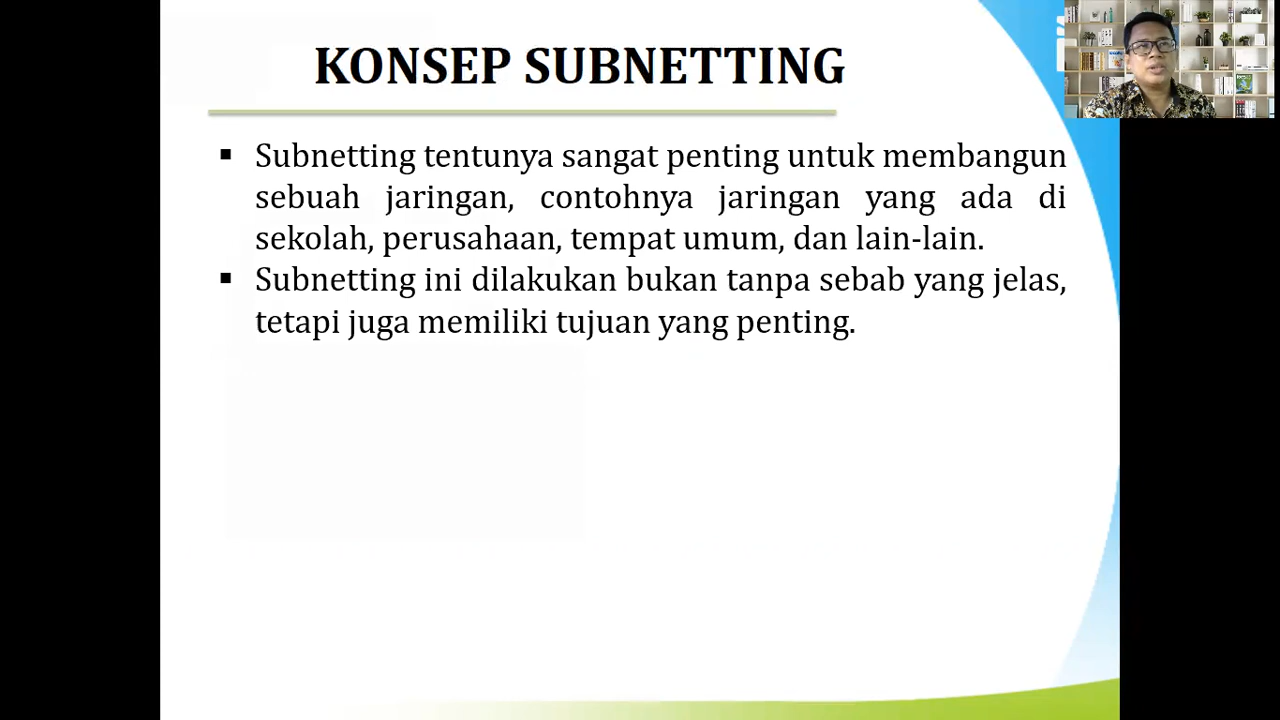 KONSEP SUBNETTING
▪ Subnetting tentunya sangat penting untuk membangun
sebuah jaringan, contohnya jaringan yang ada di
sekolah, perusahaan, tempat umum, dan lain-lain.
▪ Subnetting ini dilakukan bukan tanpa sebab yang jelas,
tetapi juga memiliki tujuan yang penting.